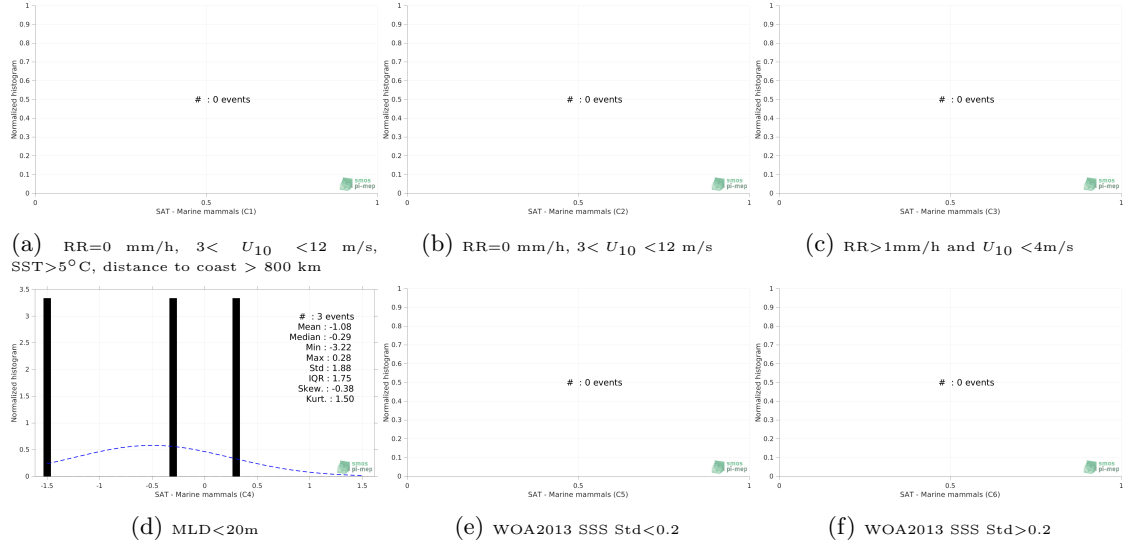 1
0.9
0.8
0.7
0.6
0.5
0.4
0.3
0.2
0.1
0
Normalized histogram
# : 0 events
smos
pi-mep
0 0.5 1
SAT - Marine mammals (C1)
(a) RR=0 mm/h, 3< U10 <12 m/s,
SST>5°C, distance to coast > 800 km
1
0.9
0.8
0.7
0.6
0.5
0.4
0.3
0.2
0.1
0
Normalized histogram
# : 0 events
smos
pi-mep
0 0.5 1
SAT - Marine mammals (C2)
(b) RR=0 mm/h, 3< U10 <12 m/s
1
0.9
0.8
0.7
0.6
0.5
0.4
0.3
0.2
0.1
0
Normalized histogram
# : 0 events
smos
pi-mep
0 0.5 1
SAT - Marine mammals (C3)
(c) RR>1mm/h and U10 <4m/s
3.5
3
2.5
2
1.5
1
0.5
0
Normalized histogram
# : 3 events
Mean : -1.08
Median : -0.29
Min : -3.22
Max : 0.28
Std : 1.88
IQR : 1.75
Skew. : -0.38
Kurt. : 1.50
smos
pi-mep
-1.5 -1 -0.5 0 0.5 1 1.5
SAT - Marine mammals (C4)
(d) MLD<20m
1
0.9
0.8
0.7
0.6
0.5
0.4
0.3
0.2
0.1
0
Normalized histogram
# : 0 events
smos
pi-mep
0 0.5 1
SAT - Marine mammals (C5)
(e) WOA2013 SSS Std<0.2
1
0.9
0.8
0.7
0.6
0.5
0.4
0.3
0.2
0.1
0
Normalized histogram
# : 0 events
smos
pi-mep
0 0.5 1
SAT - Marine mammals (C6)
(f) WOA2013 SSS Std>0.2